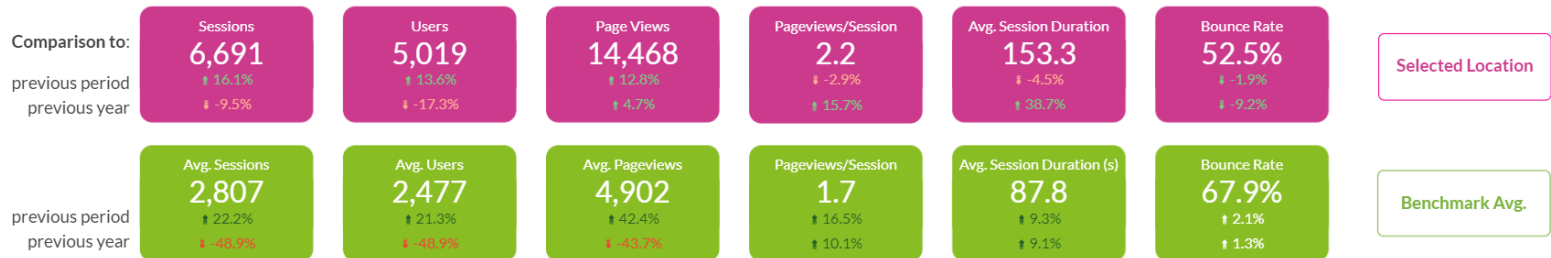 Sessions Users Page Views Pageviews/Session Avg. Session Duration Bounce Rate
Comparison to: 6,691 5,019 14,468 2.2 153.3 52.5% Selected Location
previous period 16.1% 13.6% 12.8% -2.9% -4.5% -1.9%
previous year -9.5% -17.3% 4.7% 15.7% 38.7% -9.2%
Avg. Sessions Avg. Users Avg. Pageviews Pageviews/Session Avg. Session Duration (s) Bounce Rate
2,807 2,477 4,902 1.7 87.8 67.9% Benchmark Avg.
previous period 22.2% 21.3% 42.4% 16.5% 9.3% 2.1%
previous year -48.9% -48.9% -43.7% 10.1% 9.1% 1.3%